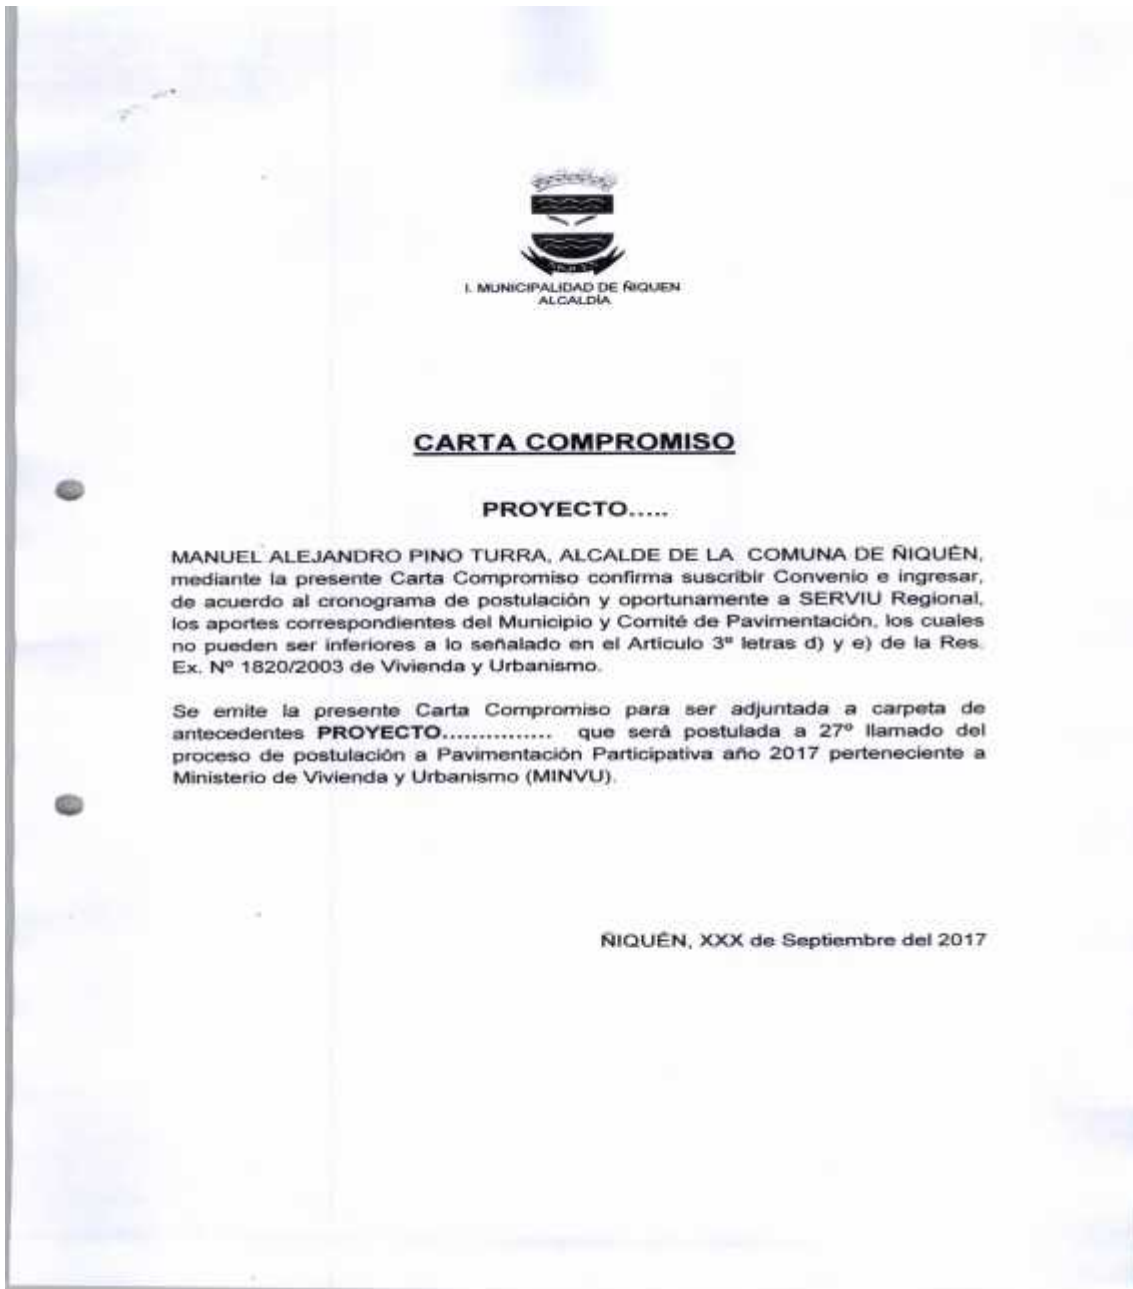 I. MUNICIPALIDAD DE ÑIQUEN
ALCALDÍA
CARTA COMPROMISO
PROYECTO.....
MANUEL ALEJANDRO PINO TURRA, ALCALDE DE LA COMUNA DE ÑIQUÉN,
mediante la presente Carta Compromiso confirma suscribir Convenio e ingresar,
de acuerdo al cronograma de postulación y oportunamente a SERVIU Regional,
los aportes correspondientes del Municipio y Comité de Pavimentación, los cuales
no pueden ser inferiores a lo señalado en el Artículo 3º letras d) y e) de la Res.
Ex. Nº 1820/2003 de Vivienda y Urbanismo.
Se emite la presente Carta Compromiso para ser adjuntada a carpeta de
antecedentes PROYECTO............... que será postulada a 27º llamado del
proceso de postulación a Pavimentación Participativa año 2017 perteneciente a
Ministerio de Vivienda y Urbanismo (MINVU).
ÑIQUÉN, XXX de Septiembre del 2017